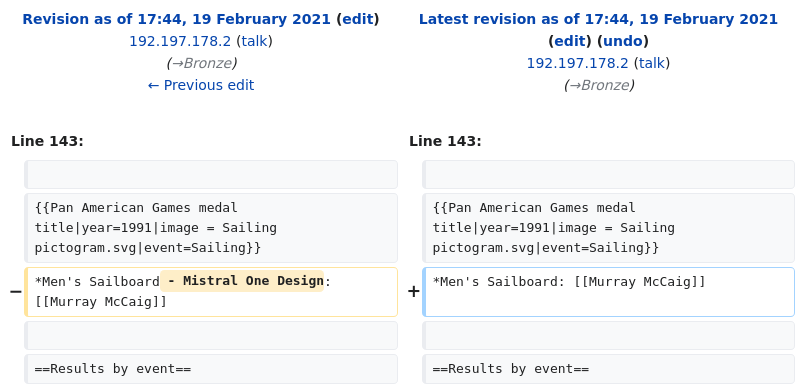 Revision as of 17:44, 19 February 2021 (edit)
192.197.178.2 (talk)
(→Bronze)
← Previous edit
Latest revision as of 17:44, 19 February 2021
(edit) (undo)
192.197.178.2 (talk)
(→Bronze)
Line 143:
Line 143:
{{Pan American Games medal
title|year=1991|image = Sailing
pictogram.svg|event=Sailing}}
{{Pan American Games medal
title|year=1991|image = Sailing
pictogram.svg|event=Sailing}}
− *Men's Sailboard - Mistral One Design:
[[Murray McCaig]]
+ *Men's Sailboard: [[Murray McCaig]]
==Results by event==
==Results by event==